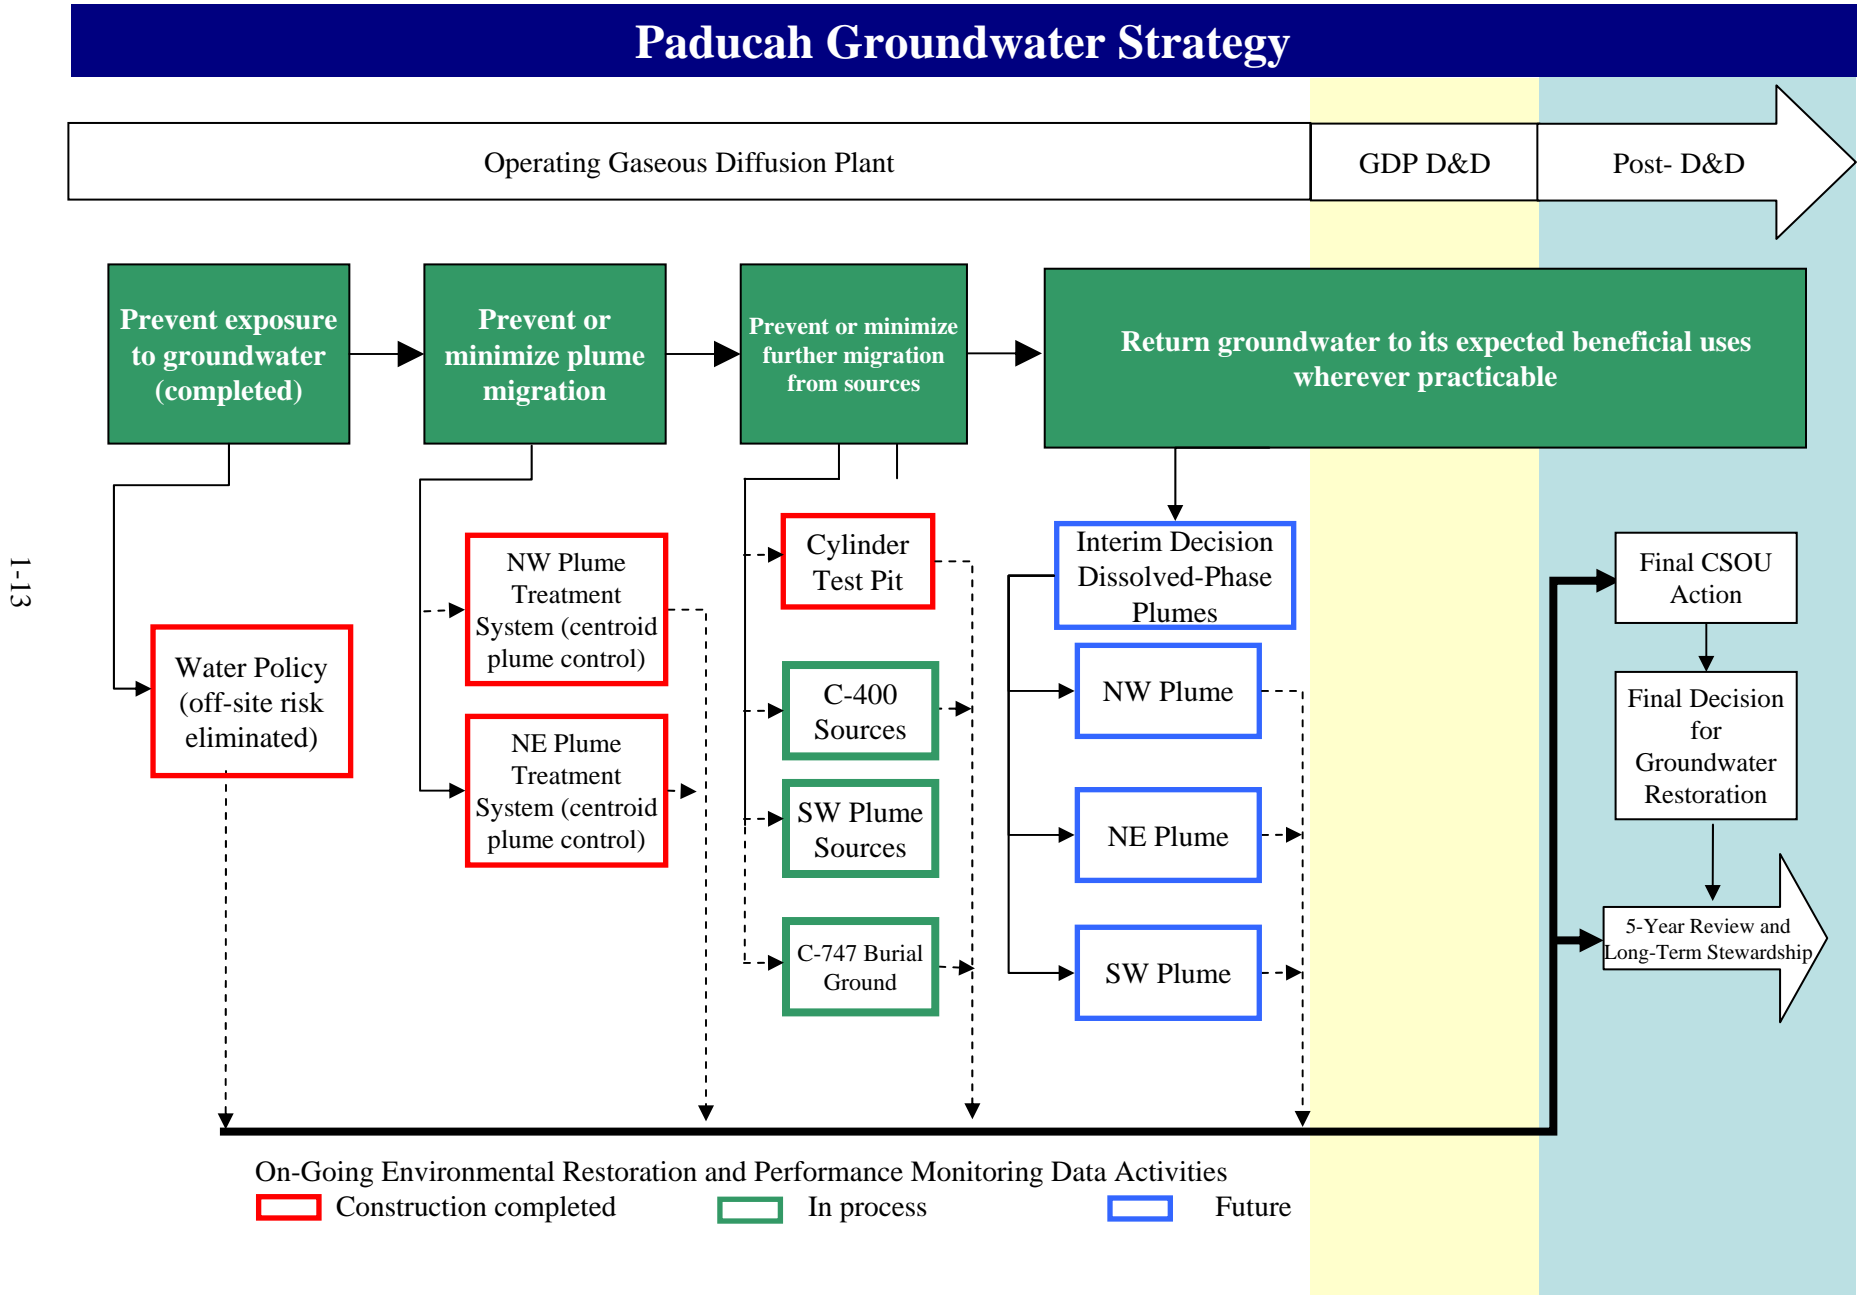 Paducah Groundwater Strategy
Operating Gaseous Diffusion Plant
GDP D&D
Post- D&D
Prevent exposure
to groundwater
(completed)
Prevent or
minimize plume
migration
Prevent or minimize
further migration
from sources
Return groundwater to its expected beneficial uses
wherever practicable
Water Policy
(off-site risk
eliminated)
NW Plume
Treatment
System (centroid
plume control)
NE Plume
Treatment
System (centroid
plume control)
Cylinder
Test Pit
C-400
Sources
SW Plume
Sources
C-747 Burial
Ground
Interim Decision
Dissolved-Phase
Plumes
NW Plume
NE Plume
SW Plume
Final CSOU
Action
Final Decision
for
Groundwater
Restoration
5-Year Review and
Long-Term Stewardship
On-Going Environmental Restoration and Performance Monitoring Data Activities
Construction completed
In process
Future
1-13